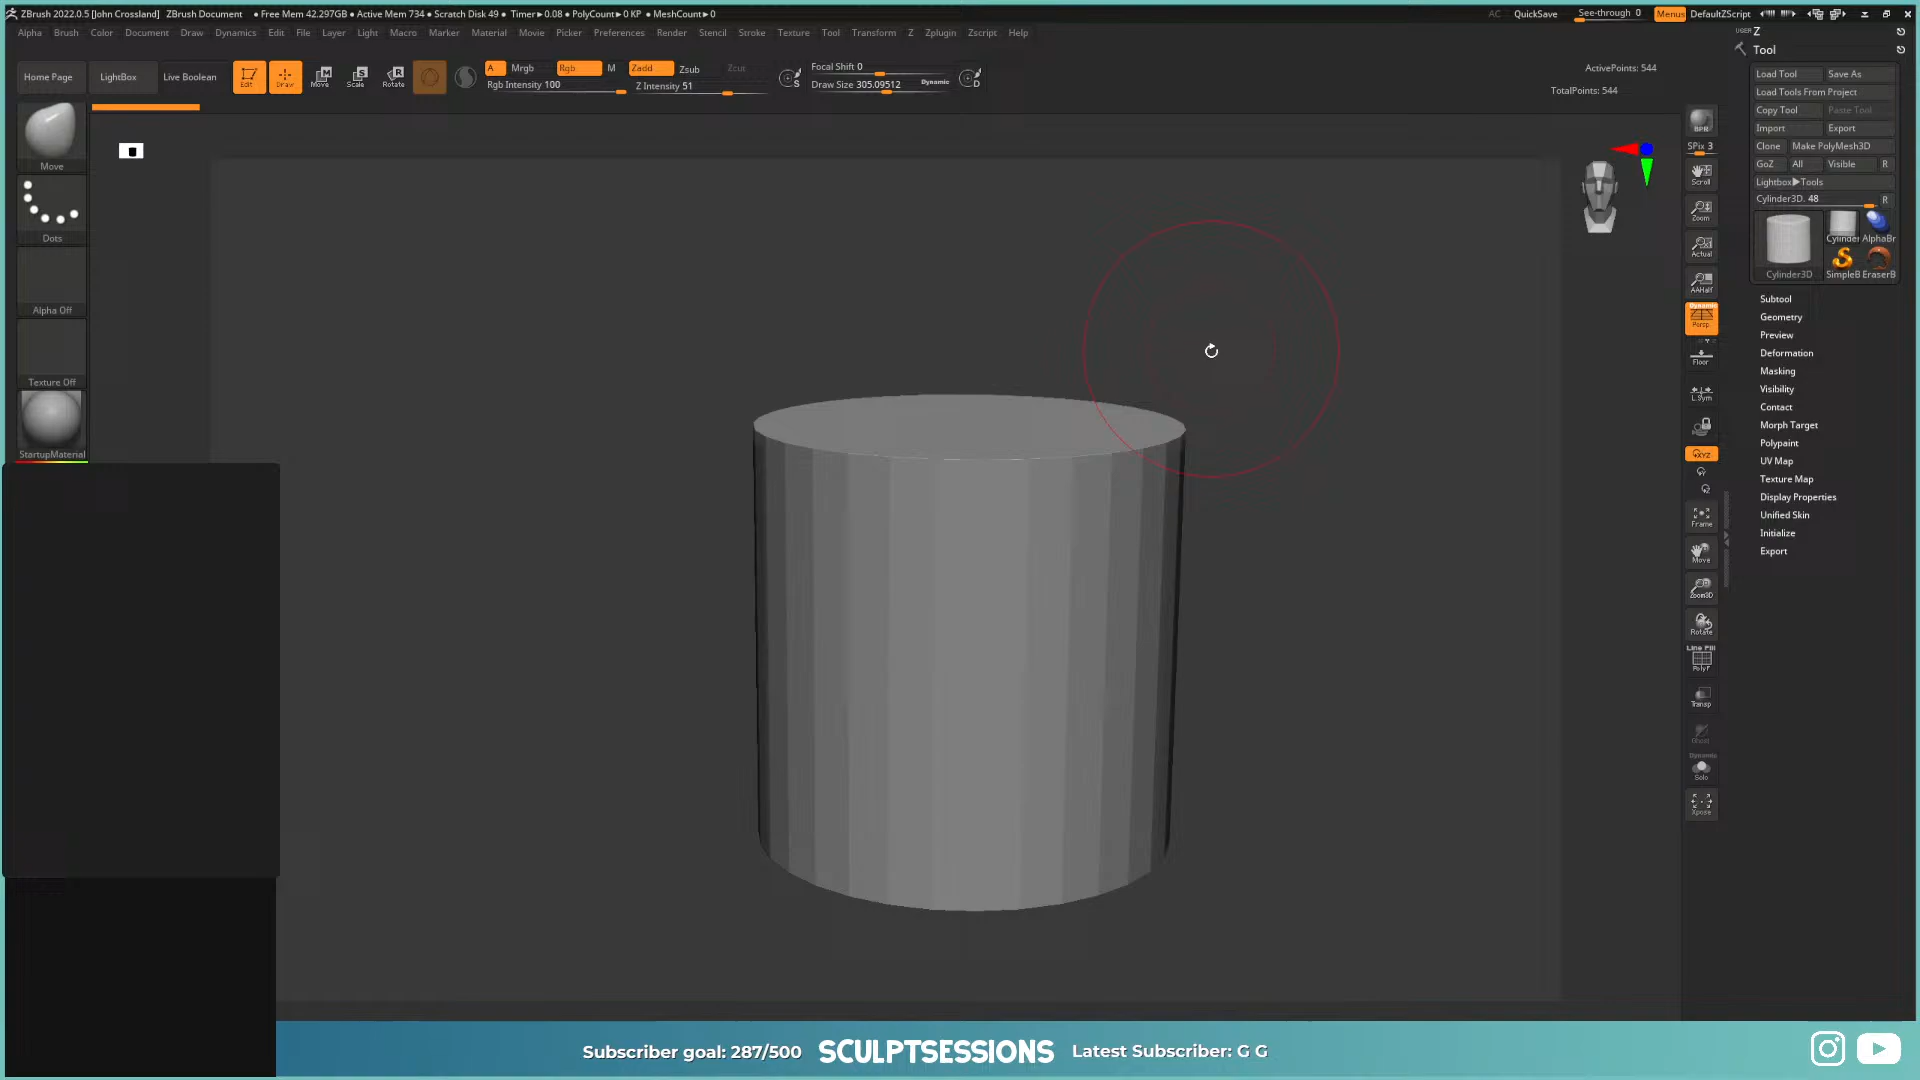 ZBrush 2022.0.5 [John Crossland] ZBrush Document • Free Mem 42.297GB • Active Mem 734 • Scratch Disk 49 • Timer▸0.08 • PolyCount▸0 KP • MeshCount▸0
AC QuickSave See-through 0 Menus DefaultZScript
Alpha Brush Color Document Draw Dynamics Edit File Layer Light Macro Marker Material Movie Picker Preferences Render Stencil Stroke Texture Tool Transform Z Zplugin Zscript Help
Home Page LightBox Live Boolean
Edit Draw Move Scale Rotate
A Mrgb Rgb M Zadd Zsub Zcut
Rgb Intensity 100 Z Intensity 51
Focal Shift 0
Draw Size 305.09512 Dynamic
S D
ActivePoints: 544
TotalPoints: 544
Move
Dots
Alpha Off
Texture Off
StartupMaterial
BPR
SPix 3
Scroll
Zoom
Actual
AAHalf
Dynamic
Persp
Floor
L.Sym
XYZ
Frame
Move
Zoom3D
Rotate
Line Fill
PolyF
Transp
Ghost
Dynamic
Solo
Xpose
USER Z
Tool
Load Tool Save As
Load Tools From Project
Copy Tool Paste Tool
Import Export
Clone Make PolyMesh3D
GoZ All Visible R
Lightbox▶Tools
Cylinder3D. 48 R
Cylinder AlphaBr
Cylinder3D SimpleB EraserB
Subtool
Geometry
Preview
Deformation
Masking
Visibility
Contact
Morph Target
Polypaint
UV Map
Texture Map
Display Properties
Unified Skin
Initialize
Export
Subscriber goal: 287/500 SCULPTSESSIONS Latest Subscriber: G G